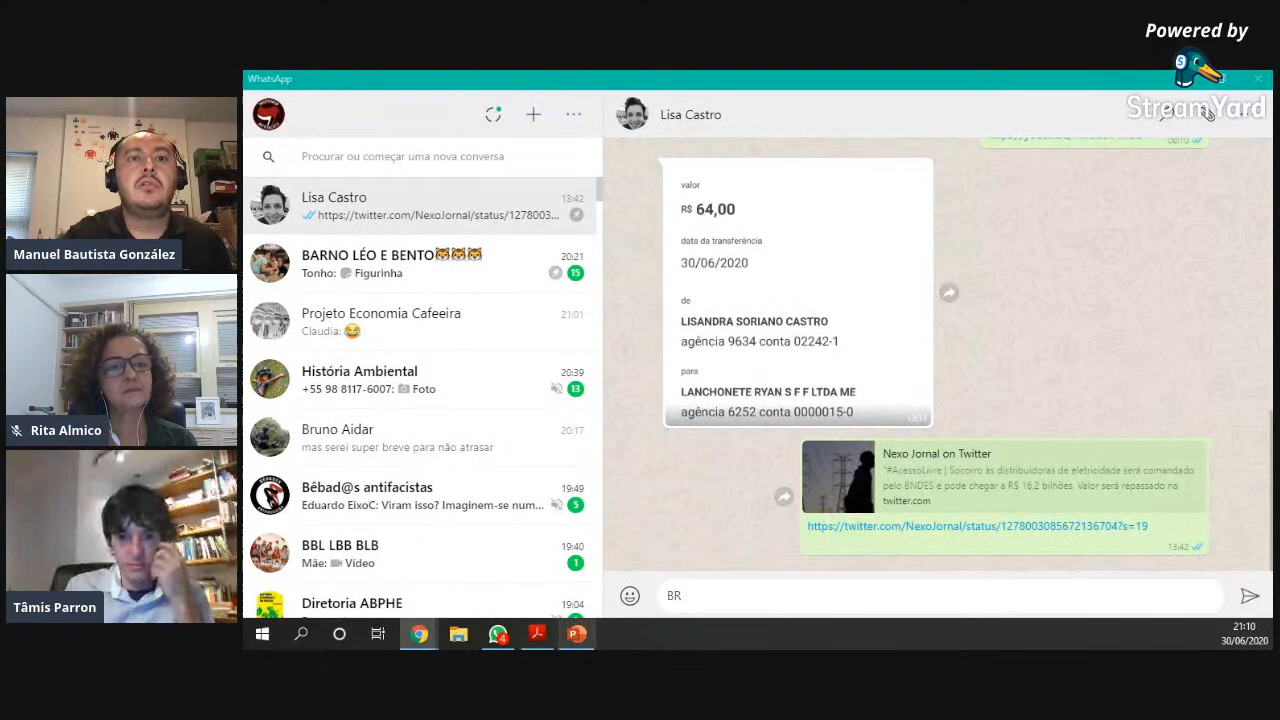 Powered by
StreamYard
Manuel Bautista González
Rita Almico
Tâmis Parron
WhatsApp
Procurar ou começar uma nova conversa
Lisa Castro
13:42
https://twitter.com/NexoJornal/status/1278003...
BARNO LÉO E BENTO🐯🐯🐯
20:21
Tonho: Figurinha
15
Projeto Economia Cafeeira
21:01
Claudia: 😂
História Ambiental
20:39
+55 98 8117-6007: Foto
13
Bruno Aidar
20:17
mas serei super breve para não atrasar
Bébad@s antifacistas
19:49
Eduardo EixoC: Viram isso? Imaginem-se num...
5
BBL LBB BLB
19:40
Mãe: Vídeo
1
Diretoria ABPHE
19:04
Lisa Castro
08:10
valor
R$ 64,00
data da transferência
30/06/2020
de
LISANDRA SORIANO CASTRO
agência 9634 conta 02242-1
para
LANCHONETE RYAN S F F LTDA ME
agência 6252 conta 0000015-0
13:31
Nexo Jornal on Twitter
"#AcessoLivre | Socorro às distribuidoras de eletricidade será comandado
pelo BNDES e pode chegar a R$ 16,2 bilhões. Valor será repassado na
twitter.com
https://twitter.com/NexoJornal/status/1278003085672136704?s=19
13:42
BR
4
21:10
30/06/2020